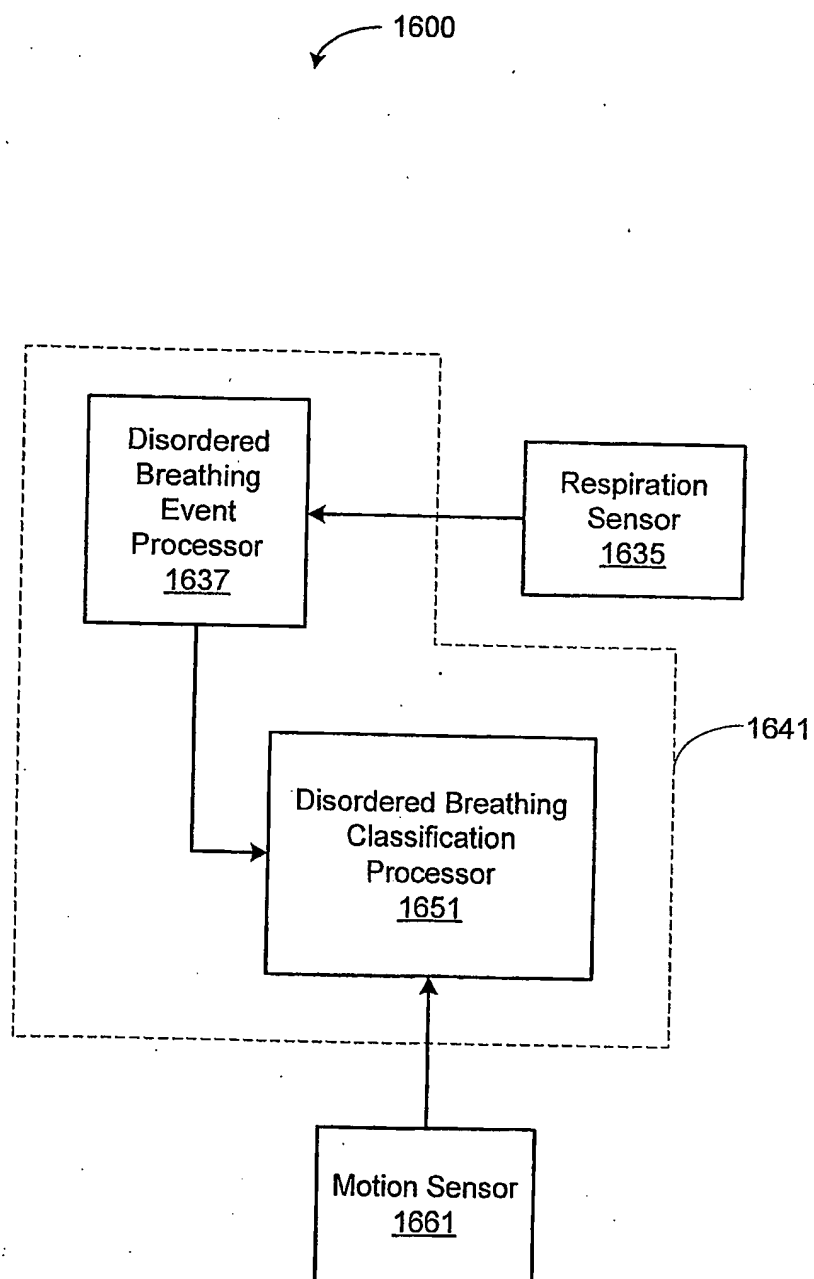 1600
Disordered
Breathing
Event
Processor
1637
Respiration
Sensor
1635
1641
Disordered Breathing
Classification
Processor
1651
Motion Sensor
1661